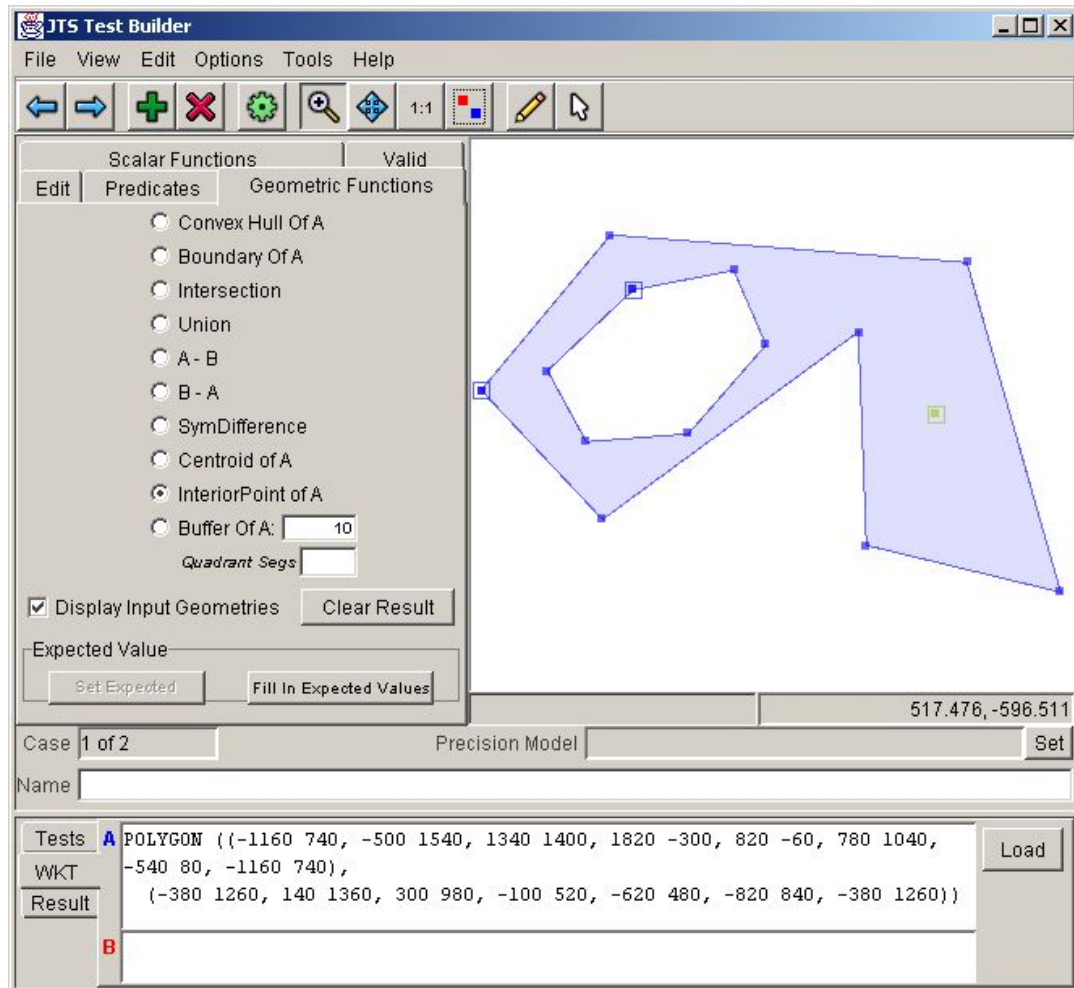 JTS Test Builder
File View Edit Options Tools Help
1:1
Scalar Functions Valid
Edit Predicates Geometric Functions
Convex Hull Of A
Boundary Of A
Intersection
Union
A - B
B - A
SymDifference
Centroid of A
InteriorPoint of A
Buffer Of A: 10
Quadrant Segs
Display Input Geometries Clear Result
Expected Value
Set Expected Fill In Expected Values
517.476, -596.511
Case 1 of 2 Precision Model Set
Name
Tests A POLYGON ((-1160 740, -500 1540, 1340 1400, 1820 -300, 820 -60, 780 1040, Load
WKT -540 80, -1160 740),
Result (-380 1260, 140 1360, 300 980, -100 520, -620 480, -820 840, -380 1260))
B